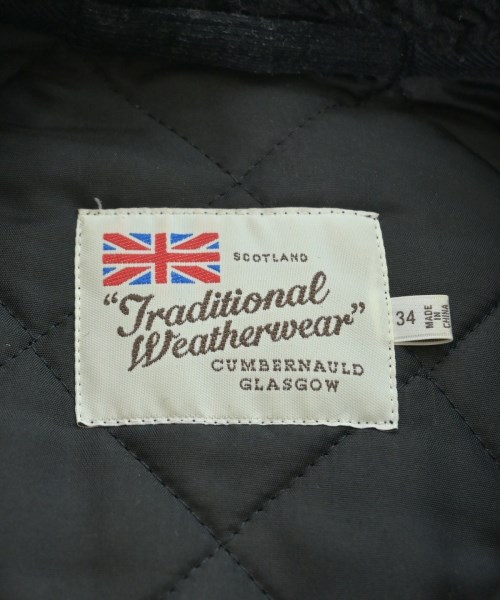 SCOTLAND
"Traditional
Weatherwear"
CUMBERNAULD
GLASGOW
34
MADE
IN
CHINA